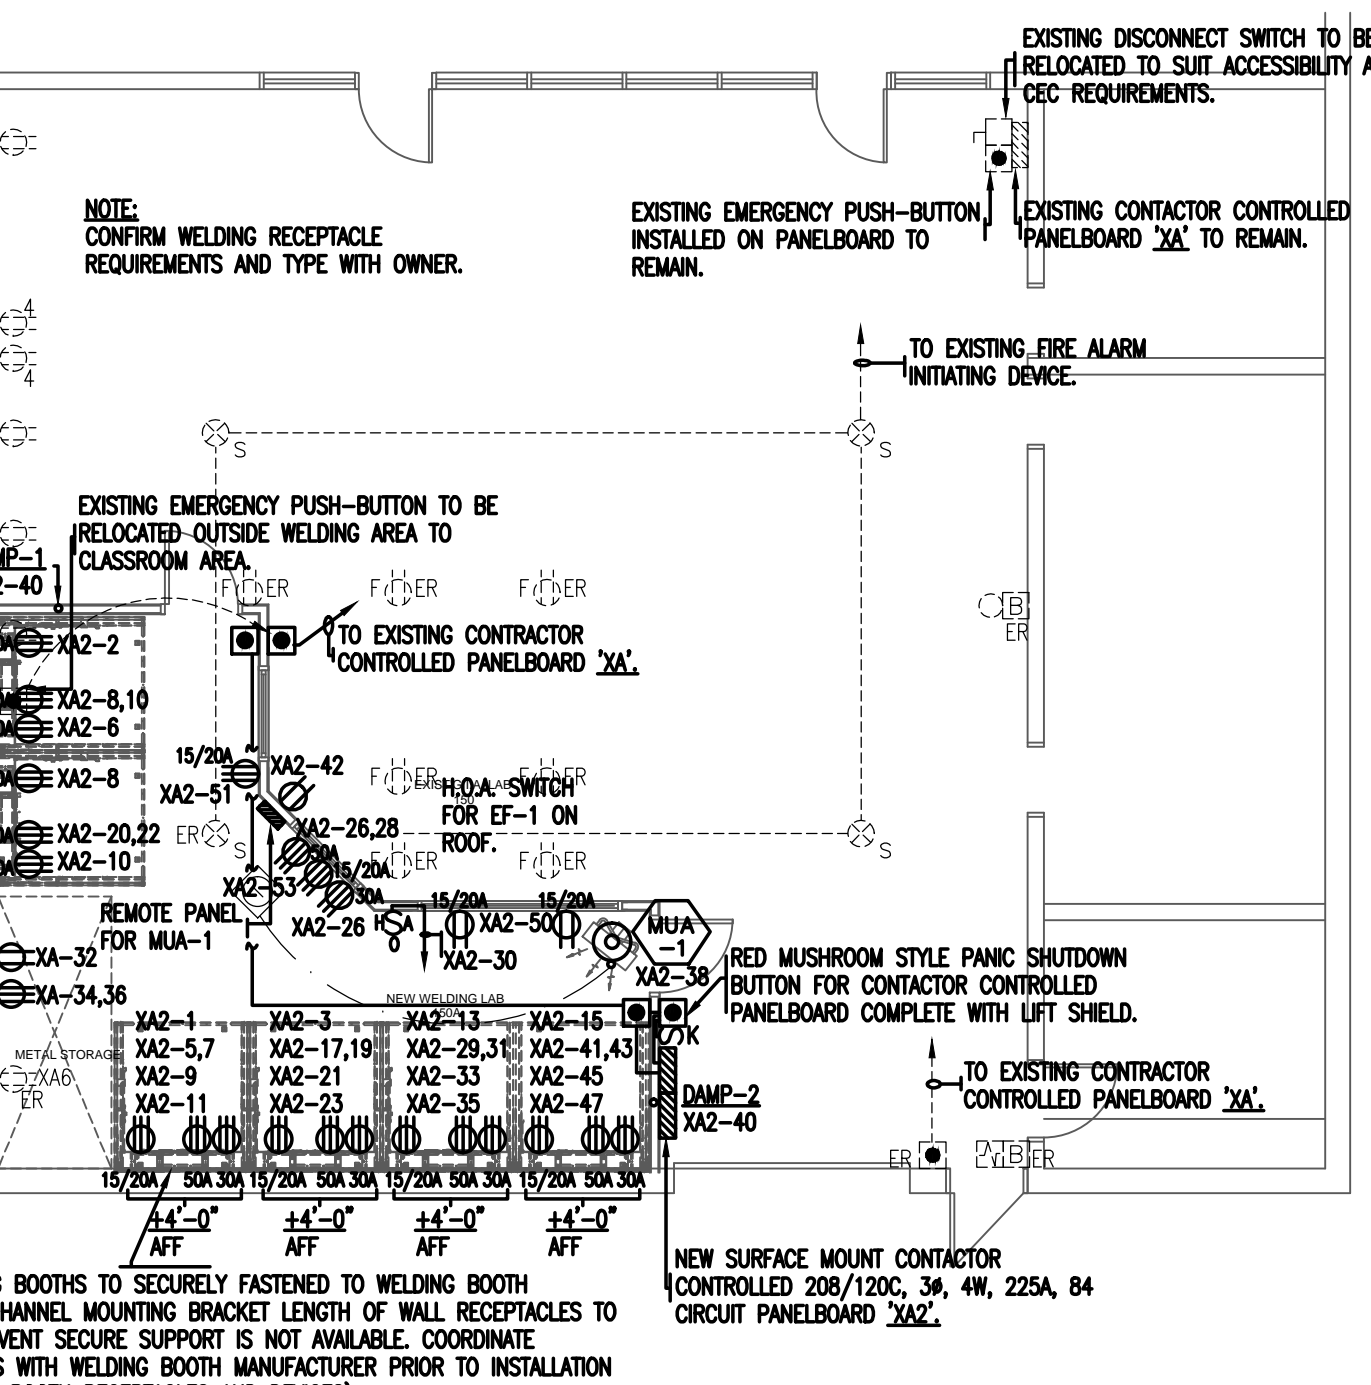 EXISTING DISCONNECT SWITCH TO BE
RELOCATED TO SUIT ACCESSIBILITY A
CEC REQUIREMENTS.
NOTE:
CONFIRM WELDING RECEPTACLE
REQUIREMENTS AND TYPE WITH OWNER.
EXISTING EMERGENCY PUSH-BUTTON
INSTALLED ON PANELBOARD TO
REMAIN.
EXISTING CONTACTOR CONTROLLED
PANELBOARD 'XA' TO REMAIN.
4
4
TO EXISTING FIRE ALARM
INITIATING DEVICE.
S
S
EXISTING EMERGENCY PUSH-BUTTON TO BE
RELOCATED OUTSIDE WELDING AREA TO
CLASSROOM AREA.
MP-1
2-40
F ER
F ER
F ER
B
ER
TO EXISTING CONTRACTOR
CONTROLLED PANELBOARD 'XA'.
XA2-2
XA2-8,10
XA2-6
XA2-8
XA2-20,22
XA2-10
15/20A
XA2-42
XA2-51
F ER
F ER
150
H.O.A. SWITCH
FOR EF-1 ON
ROOF.
XA2-26,28
ER
S
S
50A
15/20A
30A
F ER
F ER
XA2-53
XA2-26
REMOTE PANEL
FOR MUA-1
H
S
A
O
15/20A
XA2-50
15/20A
XA2-30
MUA
-1
XA2-38
XA-32
XA-34,36
RED MUSHROOM STYLE PANIC SHUTDOWN
BUTTON FOR CONTACTOR CONTROLLED
PANELBOARD COMPLETE WITH LIFT SHIELD.
NEW WELDING LAB
150A
SK
METAL STORAGE
XA6
ER
XA2-1
XA2-5,7
XA2-9
XA2-11
XA2-3
XA2-17,19
XA2-21
XA2-23
XA2-13
XA2-29,31
XA2-33
XA2-35
XA2-15
XA2-41,43
XA2-45
XA2-47
DAMP-2
XA2-40
TO EXISTING CONTRACTOR
CONTROLLED PANELBOARD 'XA'.
ER
B
ER
15/20A 50A 30A
15/20A 50A 30A
15/20A 50A 30A
15/20A 50A 30A
+4'-0"
AFF
+4'-0"
AFF
+4'-0"
AFF
+4'-0"
AFF
NEW SURFACE MOUNT CONTACTOR
CONTROLLED 208/120C, 3ø, 4W, 225A, 84
CIRCUIT PANELBOARD 'XA2'.
S BOOTHS TO SECURELY FASTENED TO WELDING BOOTH
HANNEL MOUNTING BRACKET LENGTH OF WALL RECEPTACLES TO
VENT SECURE SUPPORT IS NOT AVAILABLE. COORDINATE
S WITH WELDING BOOTH MANUFACTURER PRIOR TO INSTALLATION